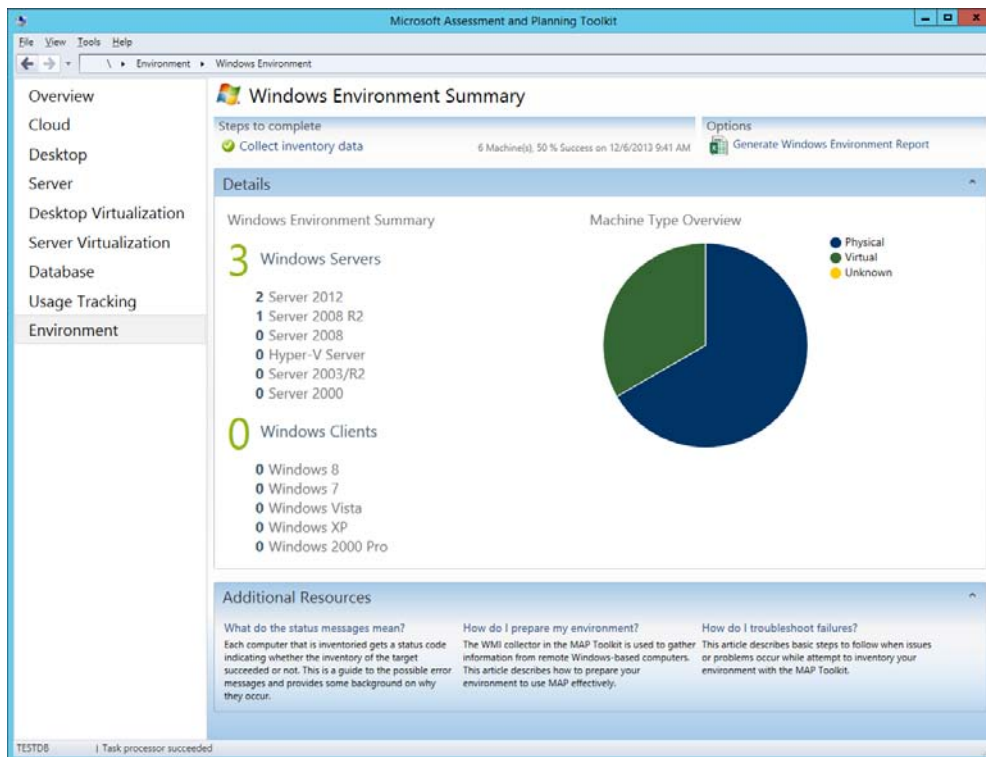 Microsoft Assessment and Planning Toolkit
File View Tools Help
\ Environment Windows Environment
Overview
Cloud
Desktop
Server
Desktop Virtualization
Server Virtualization
Database
Usage Tracking
Environment
Windows Environment Summary
Steps to complete
Collect inventory data
6 Machine(s), 50 % Success on 12/6/2013 9:41 AM
Options
Generate Windows Environment Report
Details
Windows Environment Summary
3 Windows Servers
2 Server 2012
1 Server 2008 R2
0 Server 2008
0 Hyper-V Server
0 Server 2003/R2
0 Server 2000
0 Windows Clients
0 Windows 8
0 Windows 7
0 Windows Vista
0 Windows XP
0 Windows 2000 Pro
Machine Type Overview
Physical
Virtual
Unknown
Additional Resources
What do the status messages mean?
Each computer that is inventoried gets a status code
indicating whether the inventory of the target
succeeded or not. This is a guide to the possible error
messages and provides some background on why
they occur.
How do I prepare my environment?
The WMI collector in the MAP Toolkit is used to gather
information from remote Windows-based computers.
This article describes how to prepare your
environment to use MAP effectively.
How do I troubleshoot failures?
This article describes basic steps to follow when issues
or problems occur while attempt to inventory your
environment with the MAP Toolkit.
TESTDB | Task processor succeeded